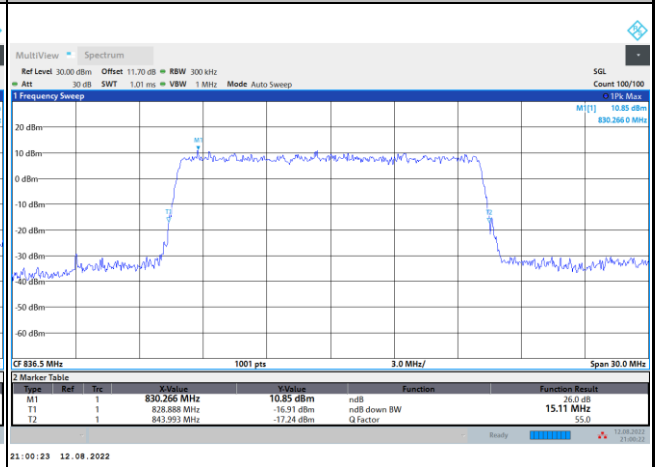 MultiView Spectrum
Ref Level 30.00 dBm Offset 11.70 dB RBW 300 kHz SGL
Att 30 dB SWT 1.01 ms VBW 1 MHz Mode Auto Sweep Count 100/100
1 Frequency Sweep 1Pk Max
M1[1] 10.85 dBm
830.266 0 MHz
20 dBm
M1
10 dBm
0 dBm
-10 dBm
T1 T2
-20 dBm
-30 dBm
-40 dBm
-50 dBm
-60 dBm
CF 836.5 MHz 1001 pts 3.0 MHz/ Span 30.0 MHz
2 Marker Table
Type Ref Trc X-Value Y-Value Function Function Result
M1 1 830.266 MHz 10.85 dBm ndB 26.0 dB
T1 1 828.888 MHz -16.91 dBm ndB down BW 15.11 MHz
T2 1 843.993 MHz -17.24 dBm Q Factor 55.0
Ready 12.08.2022
21:00:22
21:00:23 12.08.2022